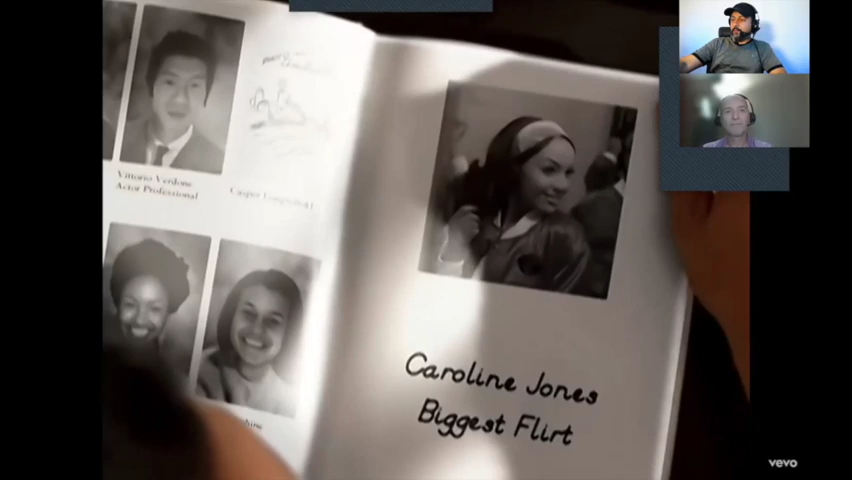 Vittorio Verdone
Actor Professional
Casper
Caroline Jones
Biggest Flirt
vevo